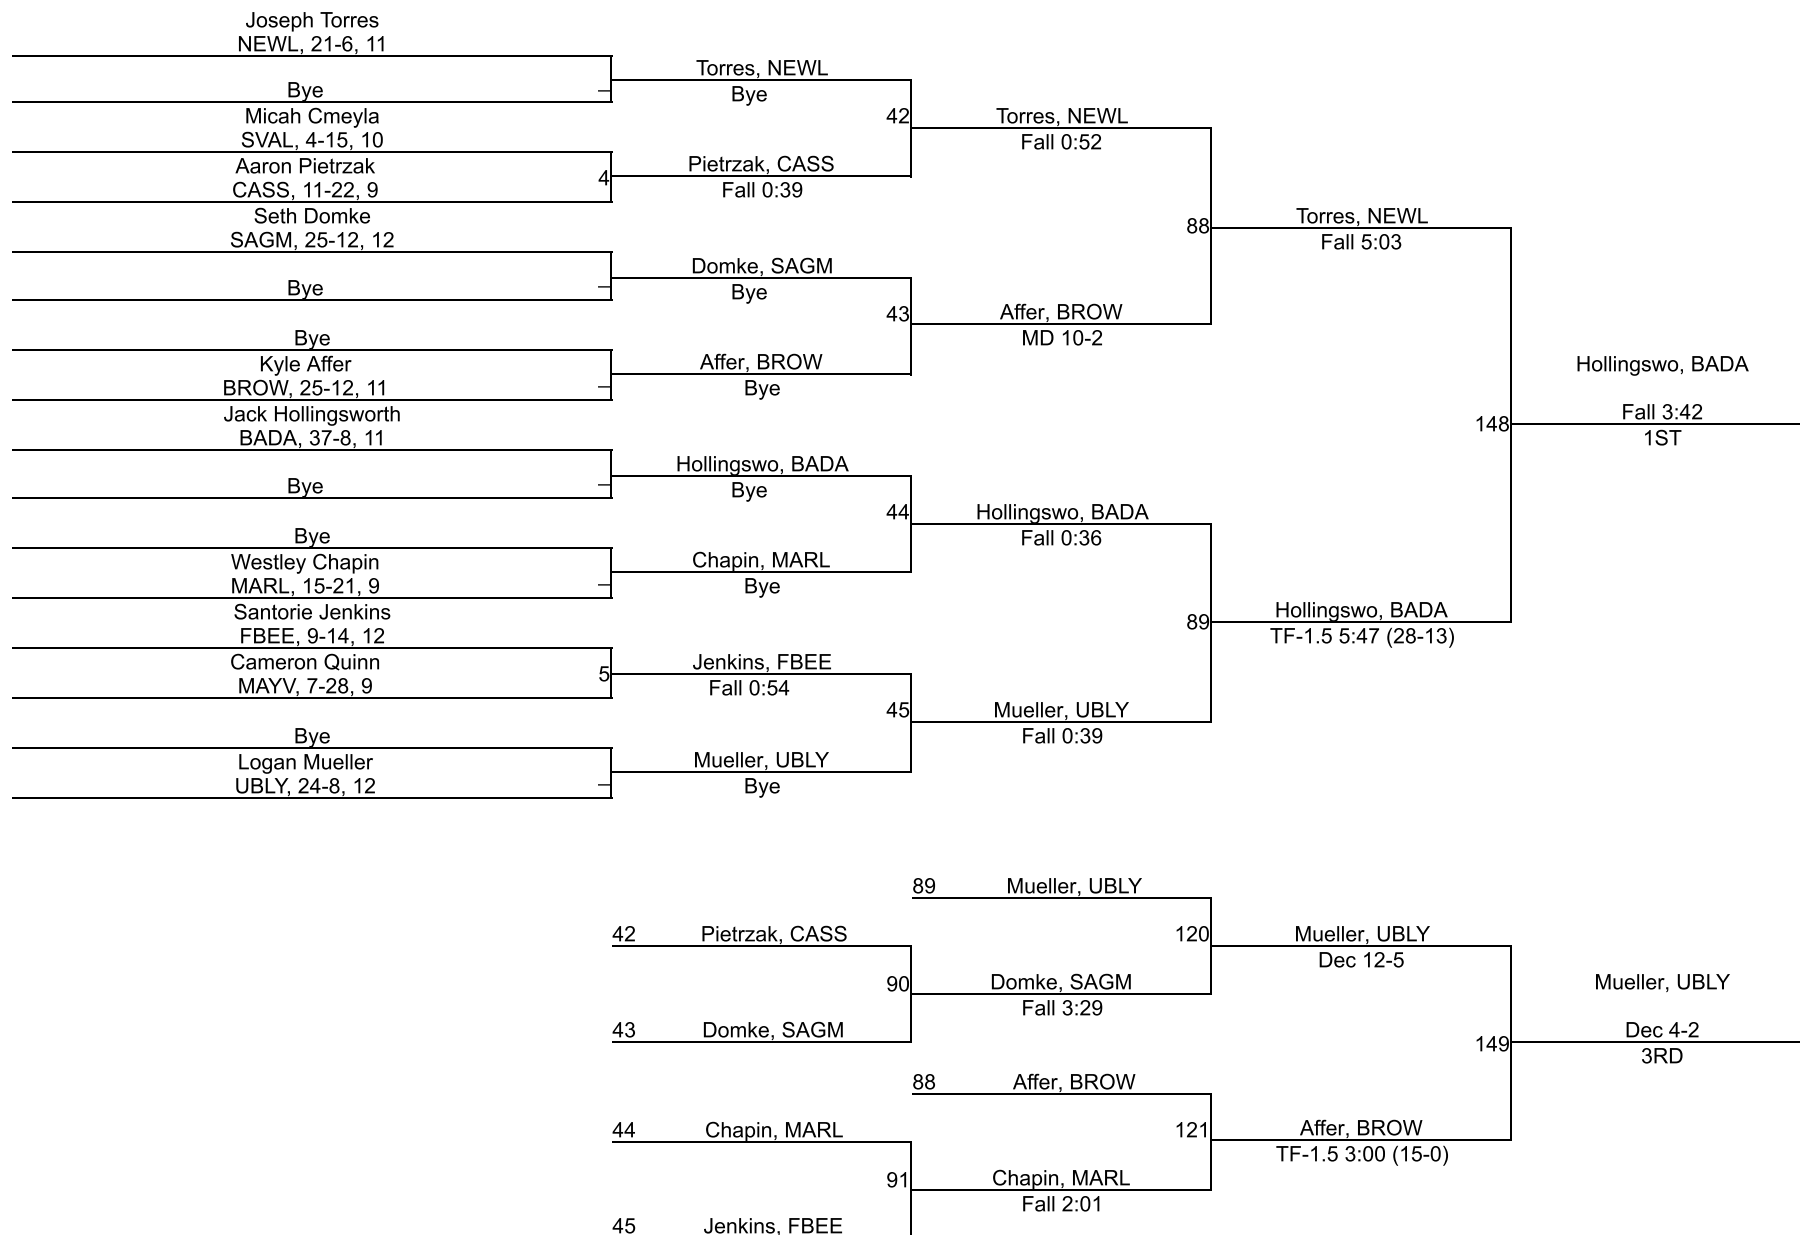 Joseph Torres
NEWL, 21-6, 11
Bye
Micah Cmeyla
SVAL, 4-15, 10
Aaron Pietrzak
CASS, 11-22, 9
4
Seth Domke
SAGM, 25-12, 12
Bye
Bye
Kyle Affer
BROW, 25-12, 11
Jack Hollingsworth
BADA, 37-8, 11
Bye
Bye
Westley Chapin
MARL, 15-21, 9
Santorie Jenkins
FBEE, 9-14, 12
Cameron Quinn
MAYV, 7-28, 9
5
Bye
Logan Mueller
UBLY, 24-8, 12
Torres, NEWL
Bye
42
Pietrzak, CASS
Fall 0:39
Domke, SAGM
Bye
43
Affer, BROW
Bye
Hollingswo, BADA
Bye
44
Chapin, MARL
Bye
Jenkins, FBEE
Fall 0:54
45
Mueller, UBLY
Bye
Torres, NEWL
Fall 0:52
88
Affer, BROW
MD 10-2
Hollingswo, BADA
Fall 0:36
89
Mueller, UBLY
Fall 0:39
Torres, NEWL
Fall 5:03
148
Hollingswo, BADA
TF-1.5 5:47 (28-13)
Hollingswo, BADA
Fall 3:42
1ST
42 Pietrzak, CASS
90
43 Domke, SAGM
44 Chapin, MARL
91
45 Jenkins, FBEE
89 Mueller, UBLY
120
Domke, SAGM
Fall 3:29
88 Affer, BROW
121
Chapin, MARL
Fall 2:01
Mueller, UBLY
Dec 12-5
149
Affer, BROW
TF-1.5 3:00 (15-0)
Mueller, UBLY
Dec 4-2
3RD